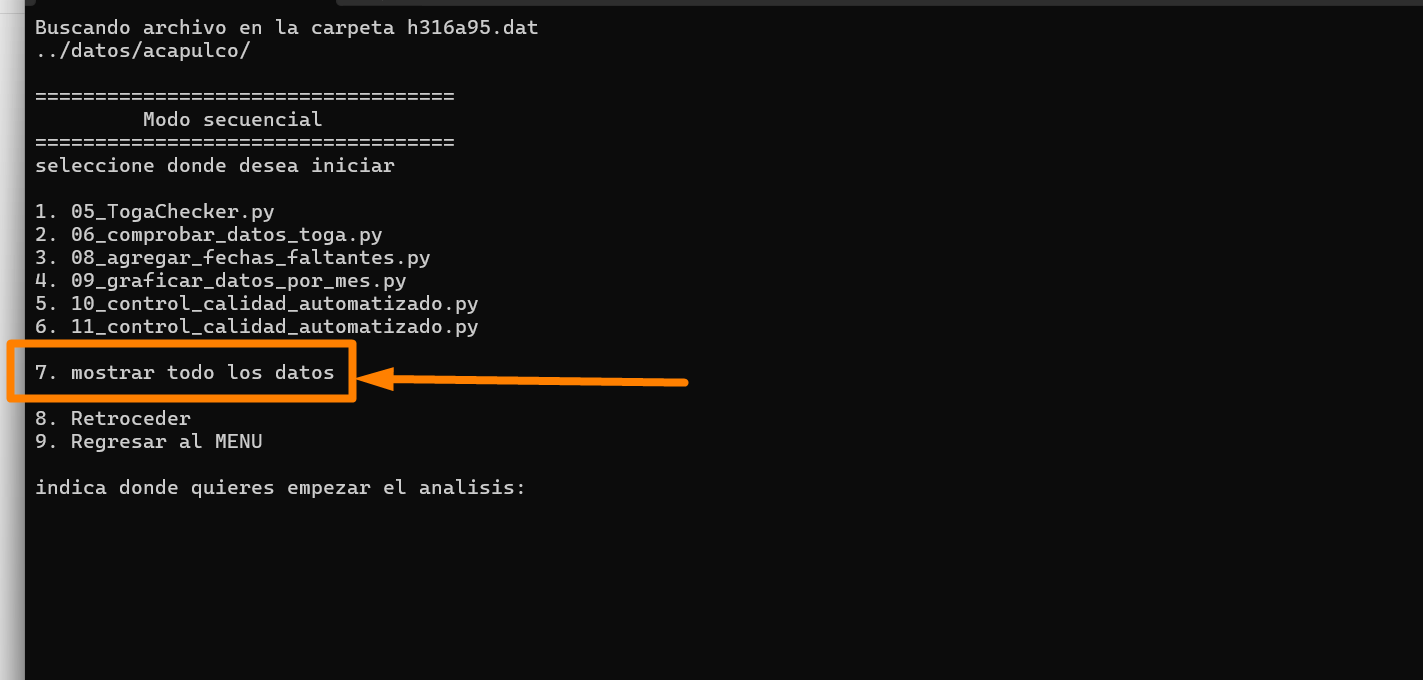 Buscando archivo en la carpeta h316a95.dat
../datos/acapulco/
===================================
Modo secuencial
===================================
seleccione donde desea iniciar
1. 05_TogaChecker.py
2. 06_comprobar_datos_toga.py
3. 08_agregar_fechas_faltantes.py
4. 09_graficar_datos_por_mes.py
5. 10_control_calidad_automatizado.py
6. 11_control_calidad_automatizado.py
7. mostrar todo los datos
8. Retroceder
9. Regresar al MENU
indica donde quieres empezar el analisis: